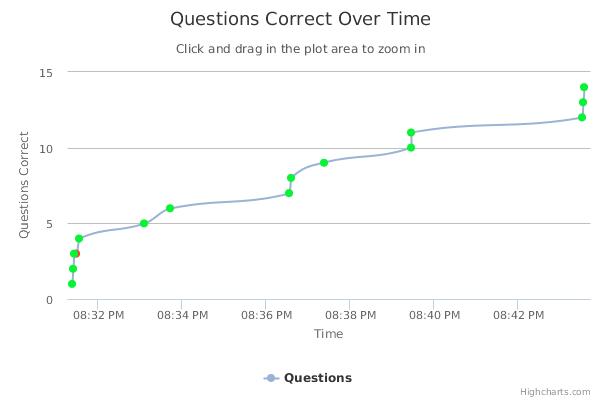 Questions Correct Over Time
Click and drag in the plot area to zoom in
15
10
5
0
Questions Correct
08:32 PM 08:34 PM 08:36 PM 08:38 PM 08:40 PM 08:42 PM
Time
Questions
Highcharts.com